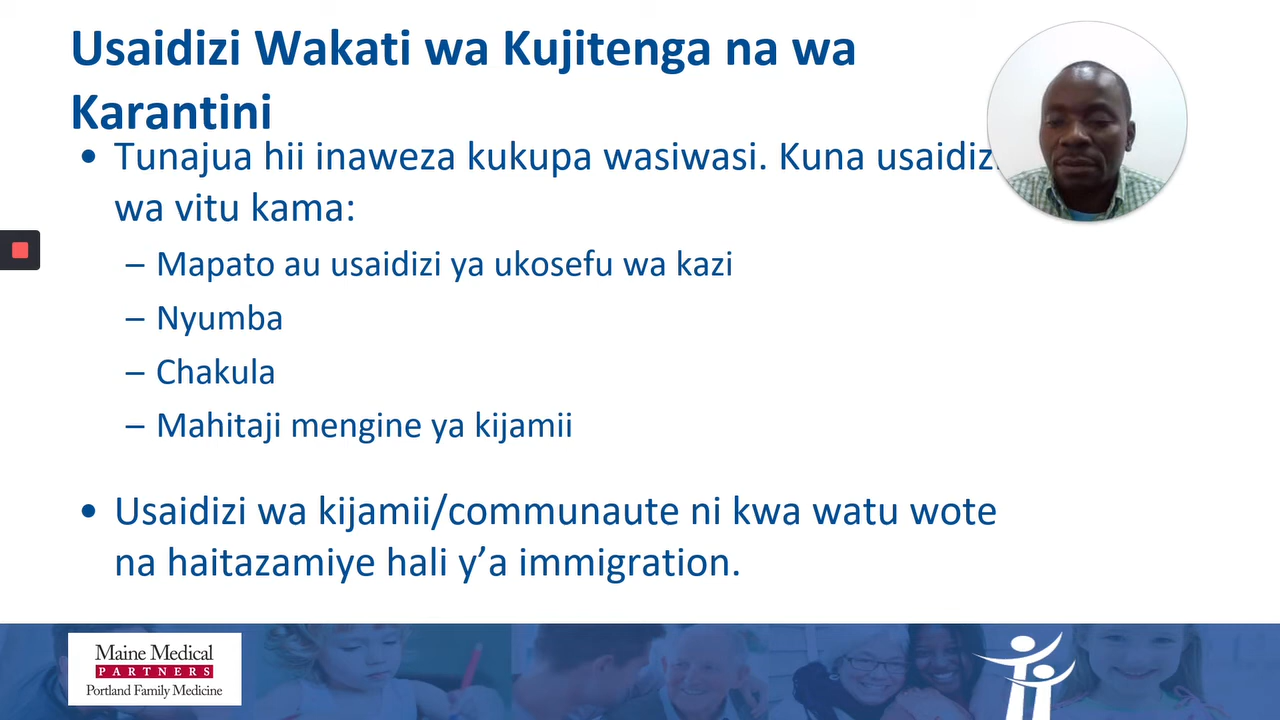 Usaidizi Wakati wa Kujitenga na wa
Karantini
• Tunajua hii inaweza kukupa wasiwasi. Kuna usaidizi
wa vitu kama:
– Mapato au usaidizi ya ukosefu wa kazi
– Nyumba
– Chakula
– Mahitaji mengine ya kijamii
• Usaidizi wa kijamii/communaute ni kwa watu wote
na haitazamiye hali y’a immigration.
Maine Medical
PARTNERS
Portland Family Medicine